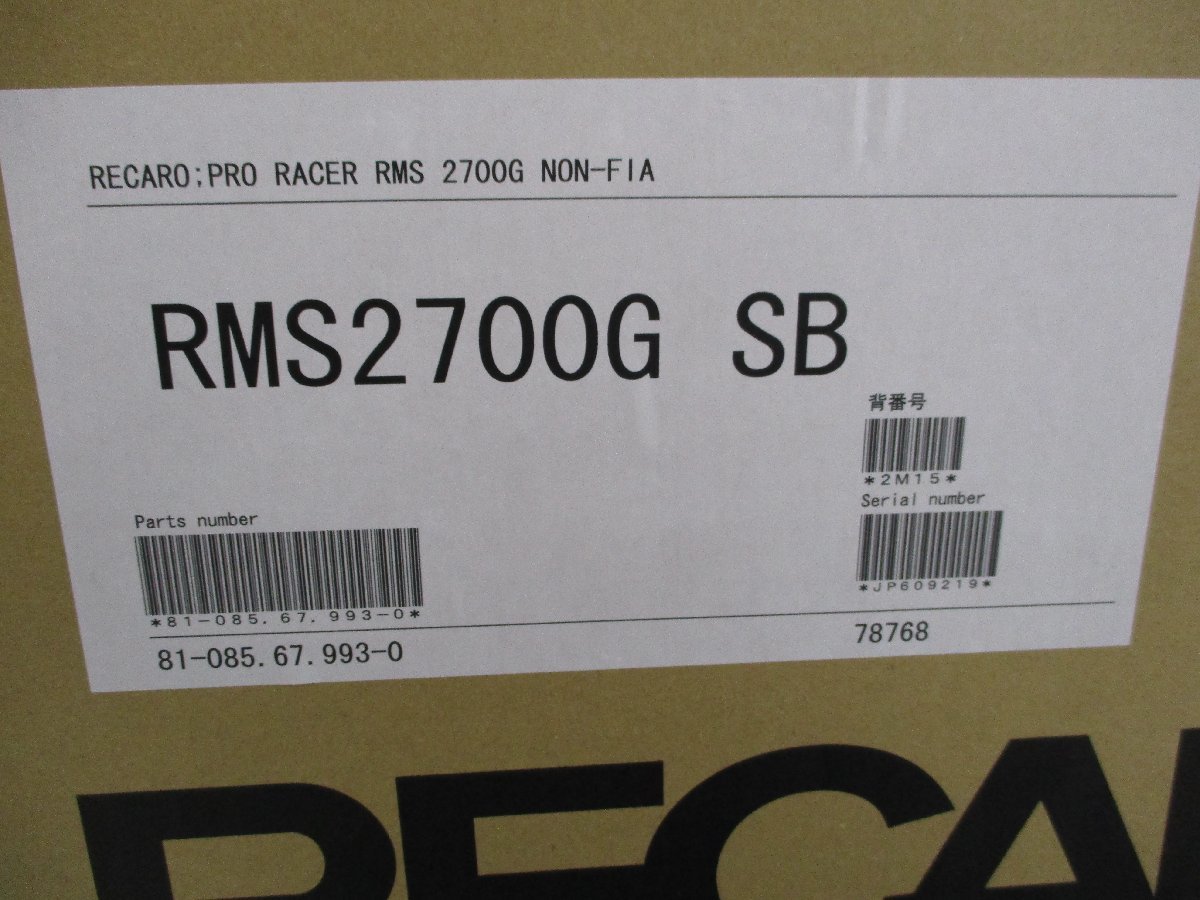 RECARO;PRO RACER RMS 2700G NON-FIA
RMS2700G SB
背番号
*2M15*
Serial number
*JP609219*
Parts number
*81-085.67.993-0*
81-085.67.993-0
78768
RECA